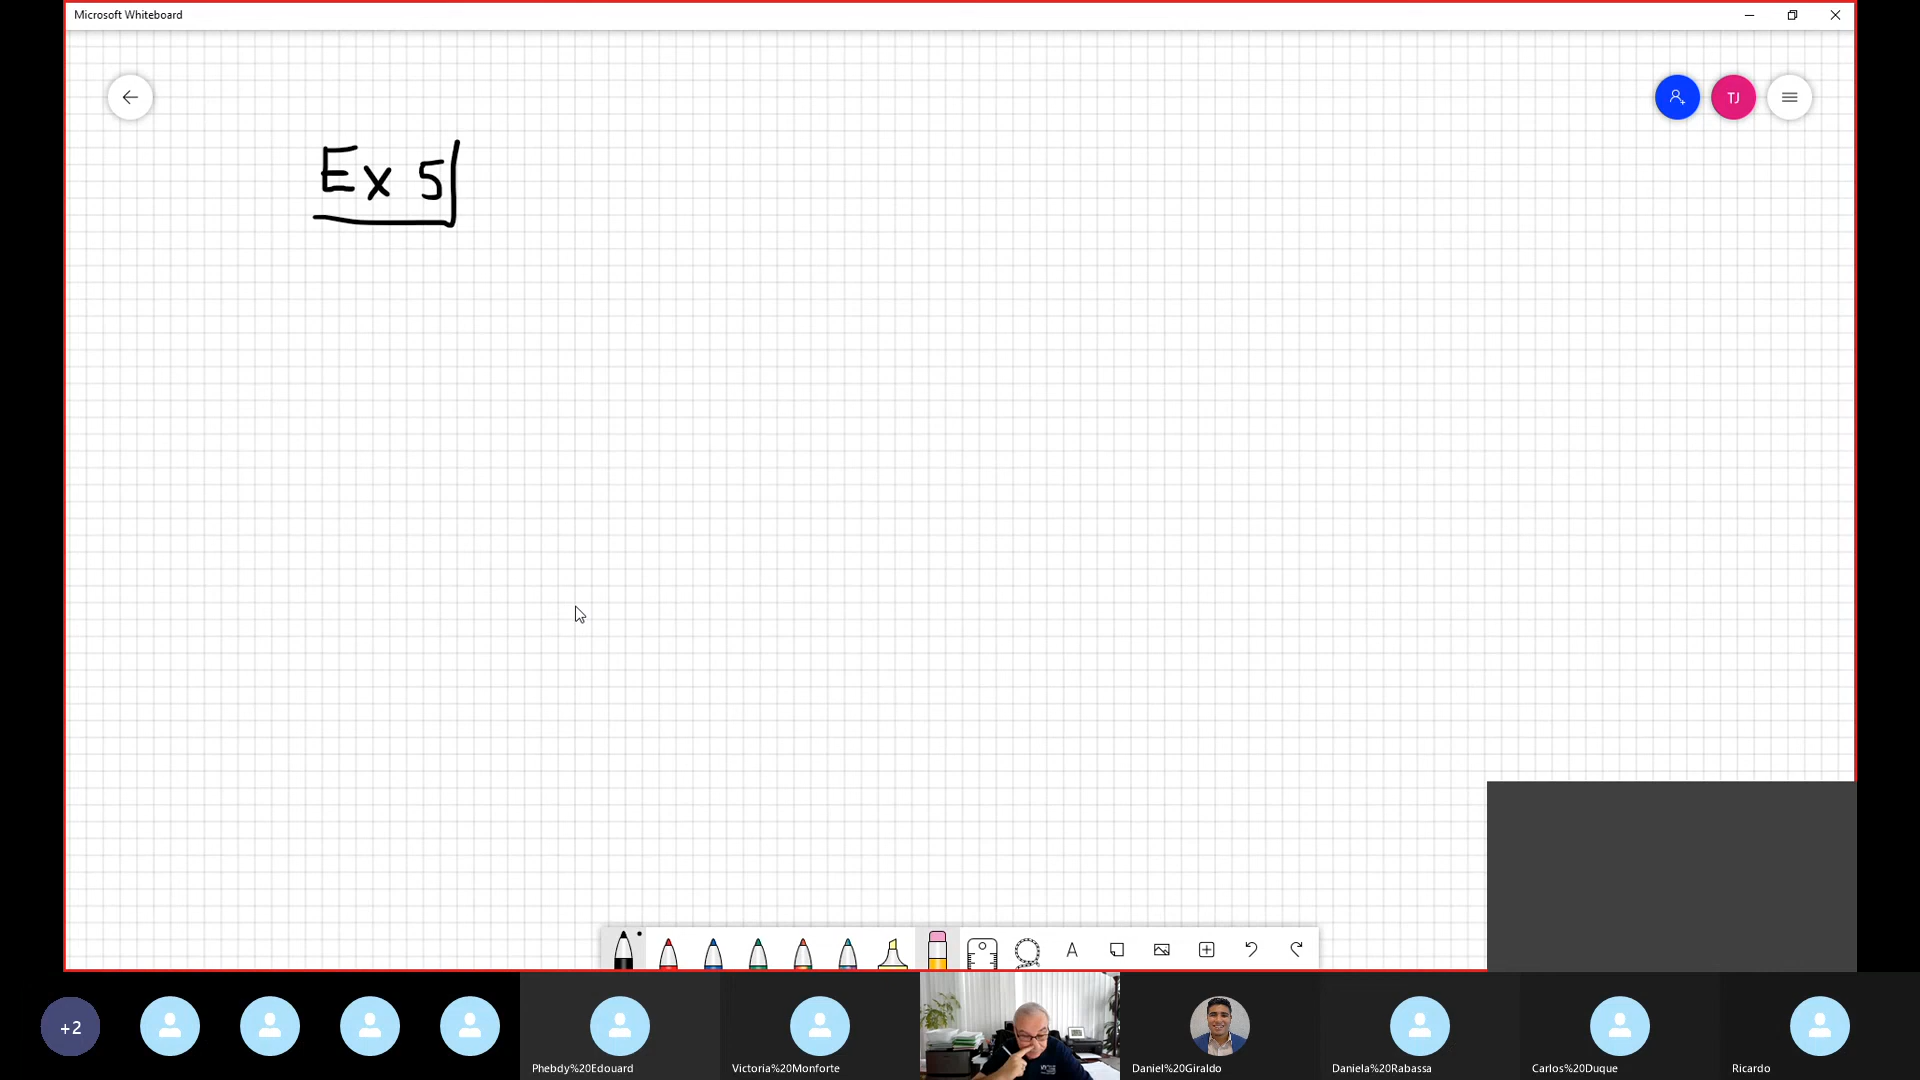 Microsoft Whiteboard
TJ
Ex 5
A
+2
Phebdy%20Edouard
Victoria%20Monforte
Daniel%20Giraldo
Daniela%20Rabassa
Carlos%20Duque
Ricardo